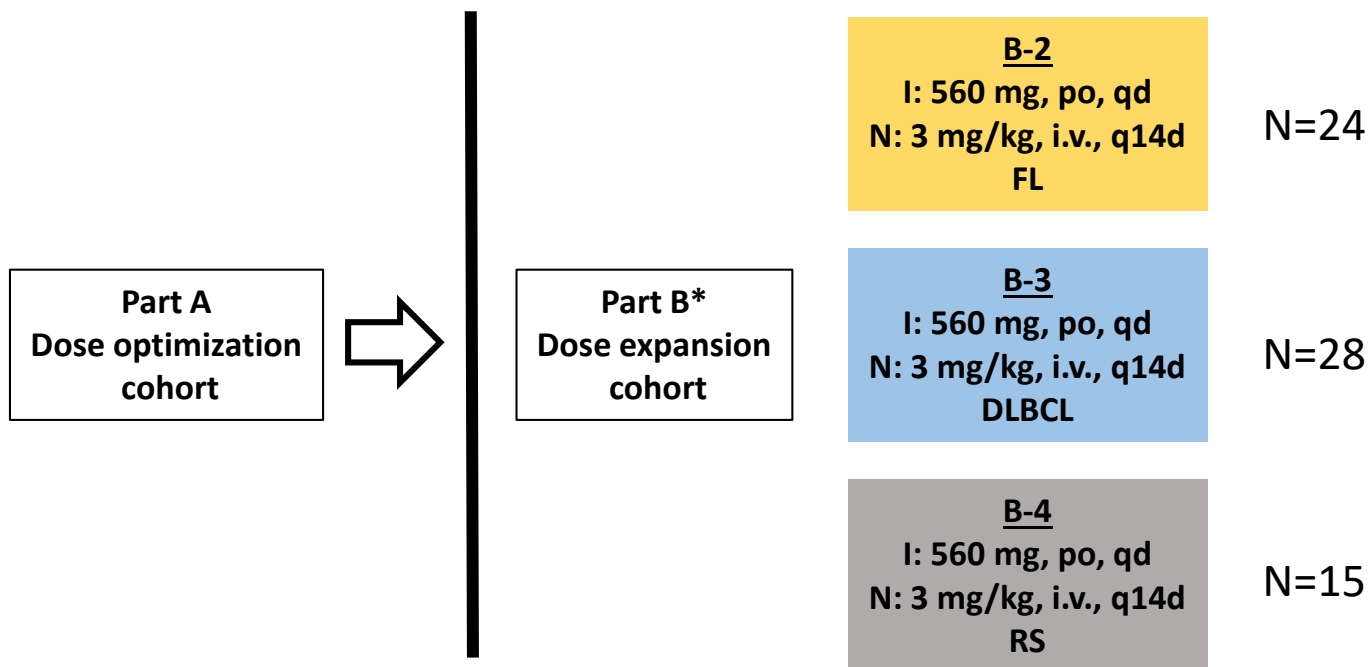 Part A
Dose optimization
cohort
Part B*
Dose expansion
cohort
B-2
I: 560 mg, po, qd
N: 3 mg/kg, i.v., q14d
FL
N=24
B-3
I: 560 mg, po, qd
N: 3 mg/kg, i.v., q14d
DLBCL
N=28
B-4
I: 560 mg, po, qd
N: 3 mg/kg, i.v., q14d
RS
N=15